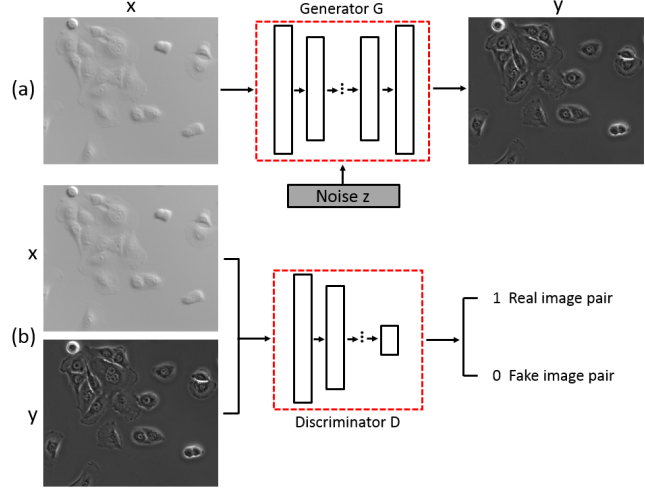 x
Generator G
y
(a)
Noise z
x
(b)
1 Real image pair
0 Fake image pair
y
Discriminator D